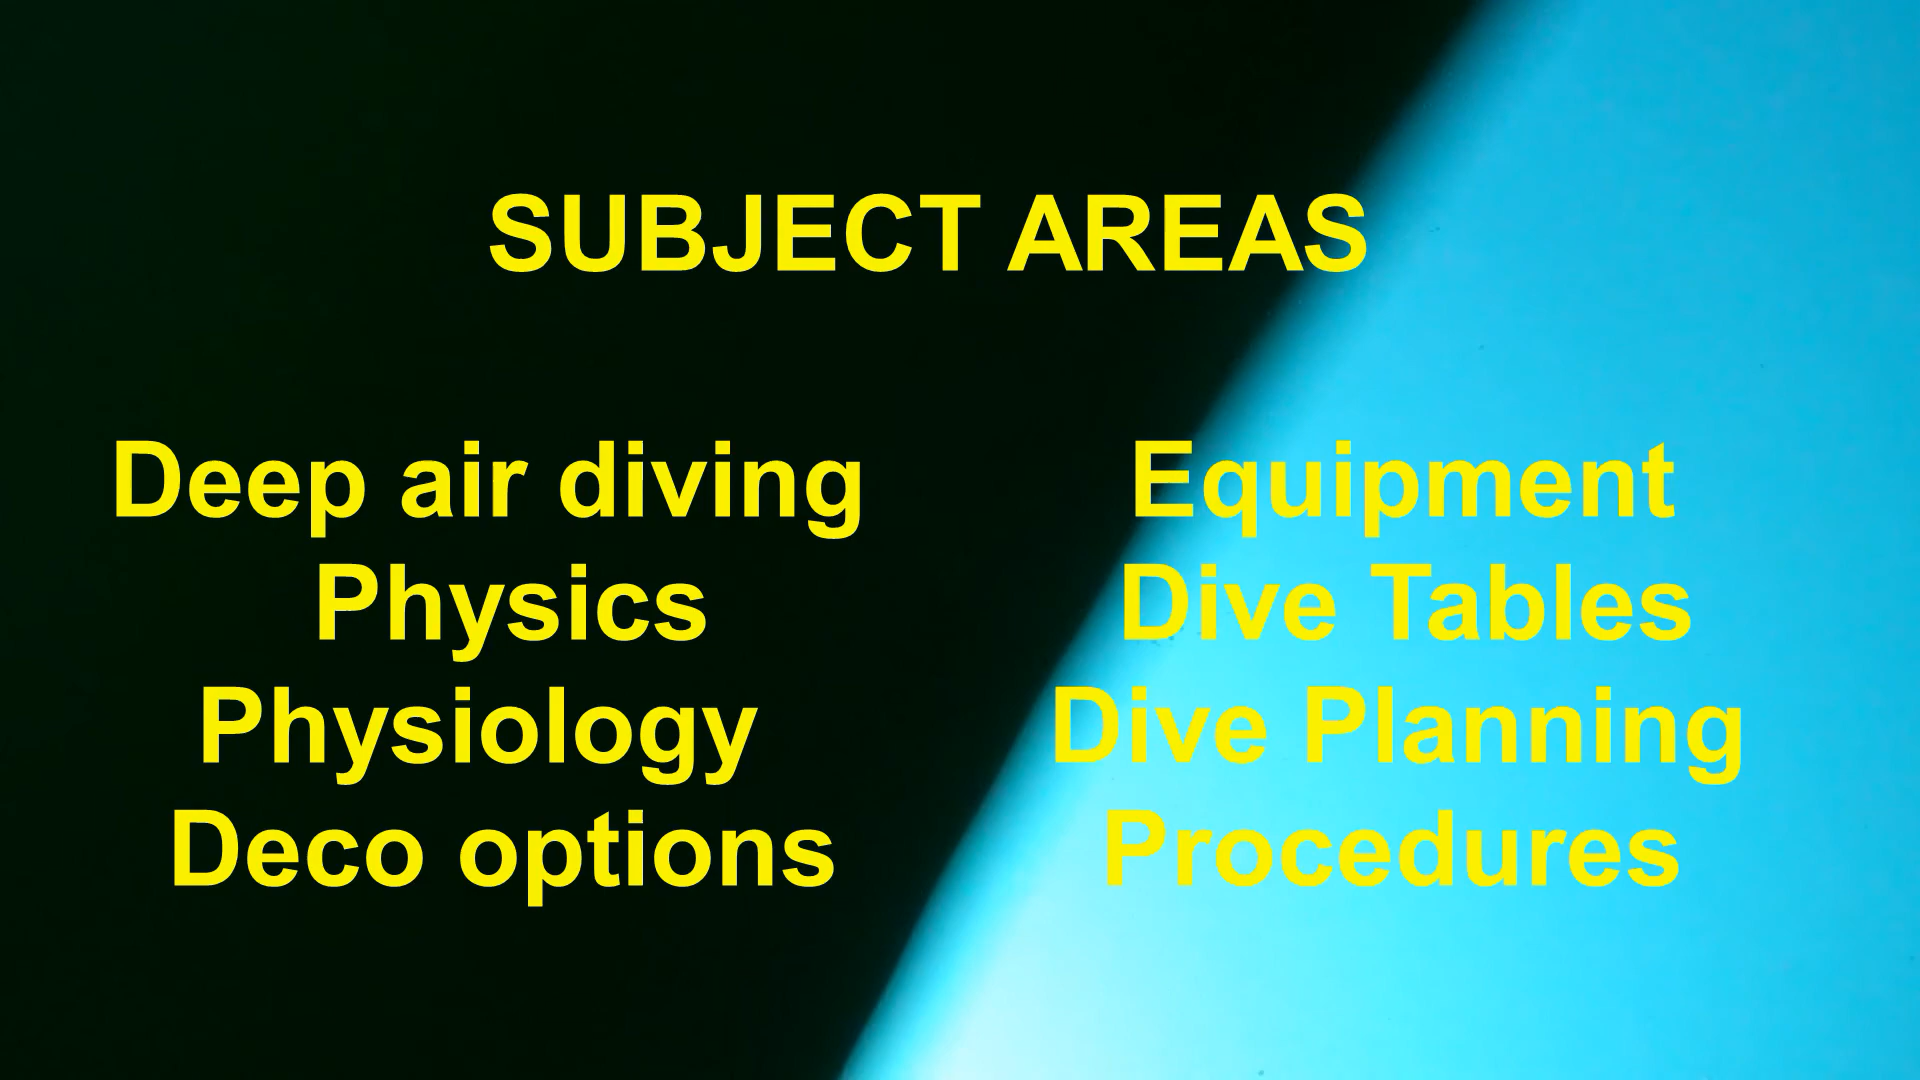 SUBJECT AREAS
Deep air diving
Physics
Physiology
Deco options
Equipment
Dive Tables
Dive Planning
Procedures